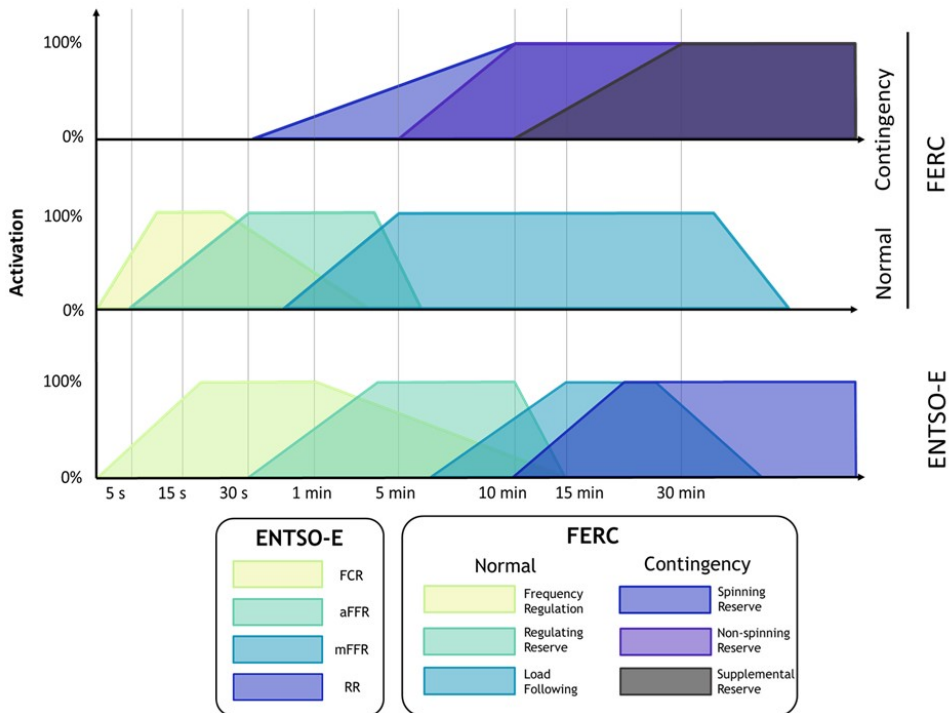 100%
0%
Contingency
FERC
100%
0%
Normal
Activation
100%
0%
ENTSO-E
5 s
15 s
30 s
1 min
5 min
10 min
15 min
30 min
ENTSO-E
FCR
aFFR
mFFR
RR
FERC
Normal
Contingency
Frequency
Regulation
Regulating
Reserve
Load
Following
Spinning
Reserve
Non-spinning
Reserve
Supplemental
Reserve